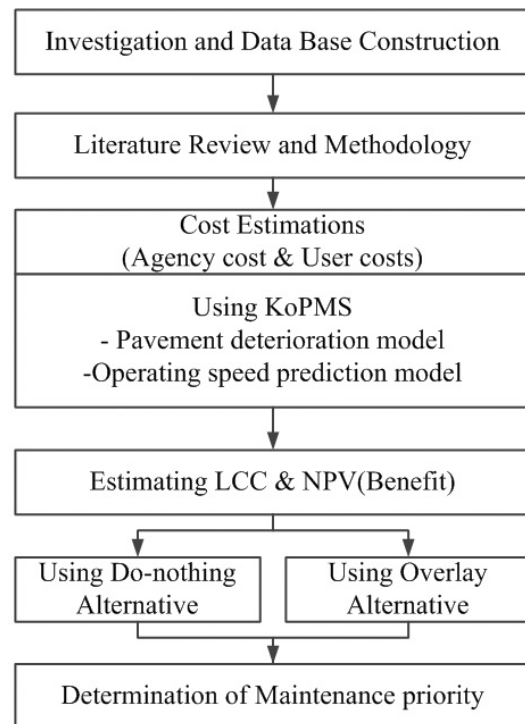 Investigation and Data Base Construction
Literature Review and Methodology
Cost Estimations
(Agency cost & User costs)
Using KoPMS
- Pavement deterioration model
-Operating speed prediction model
Estimating LCC & NPV(Benefit)
Using Do-nothing
Alternative
Using Overlay
Alternative
Determination of Maintenance priority